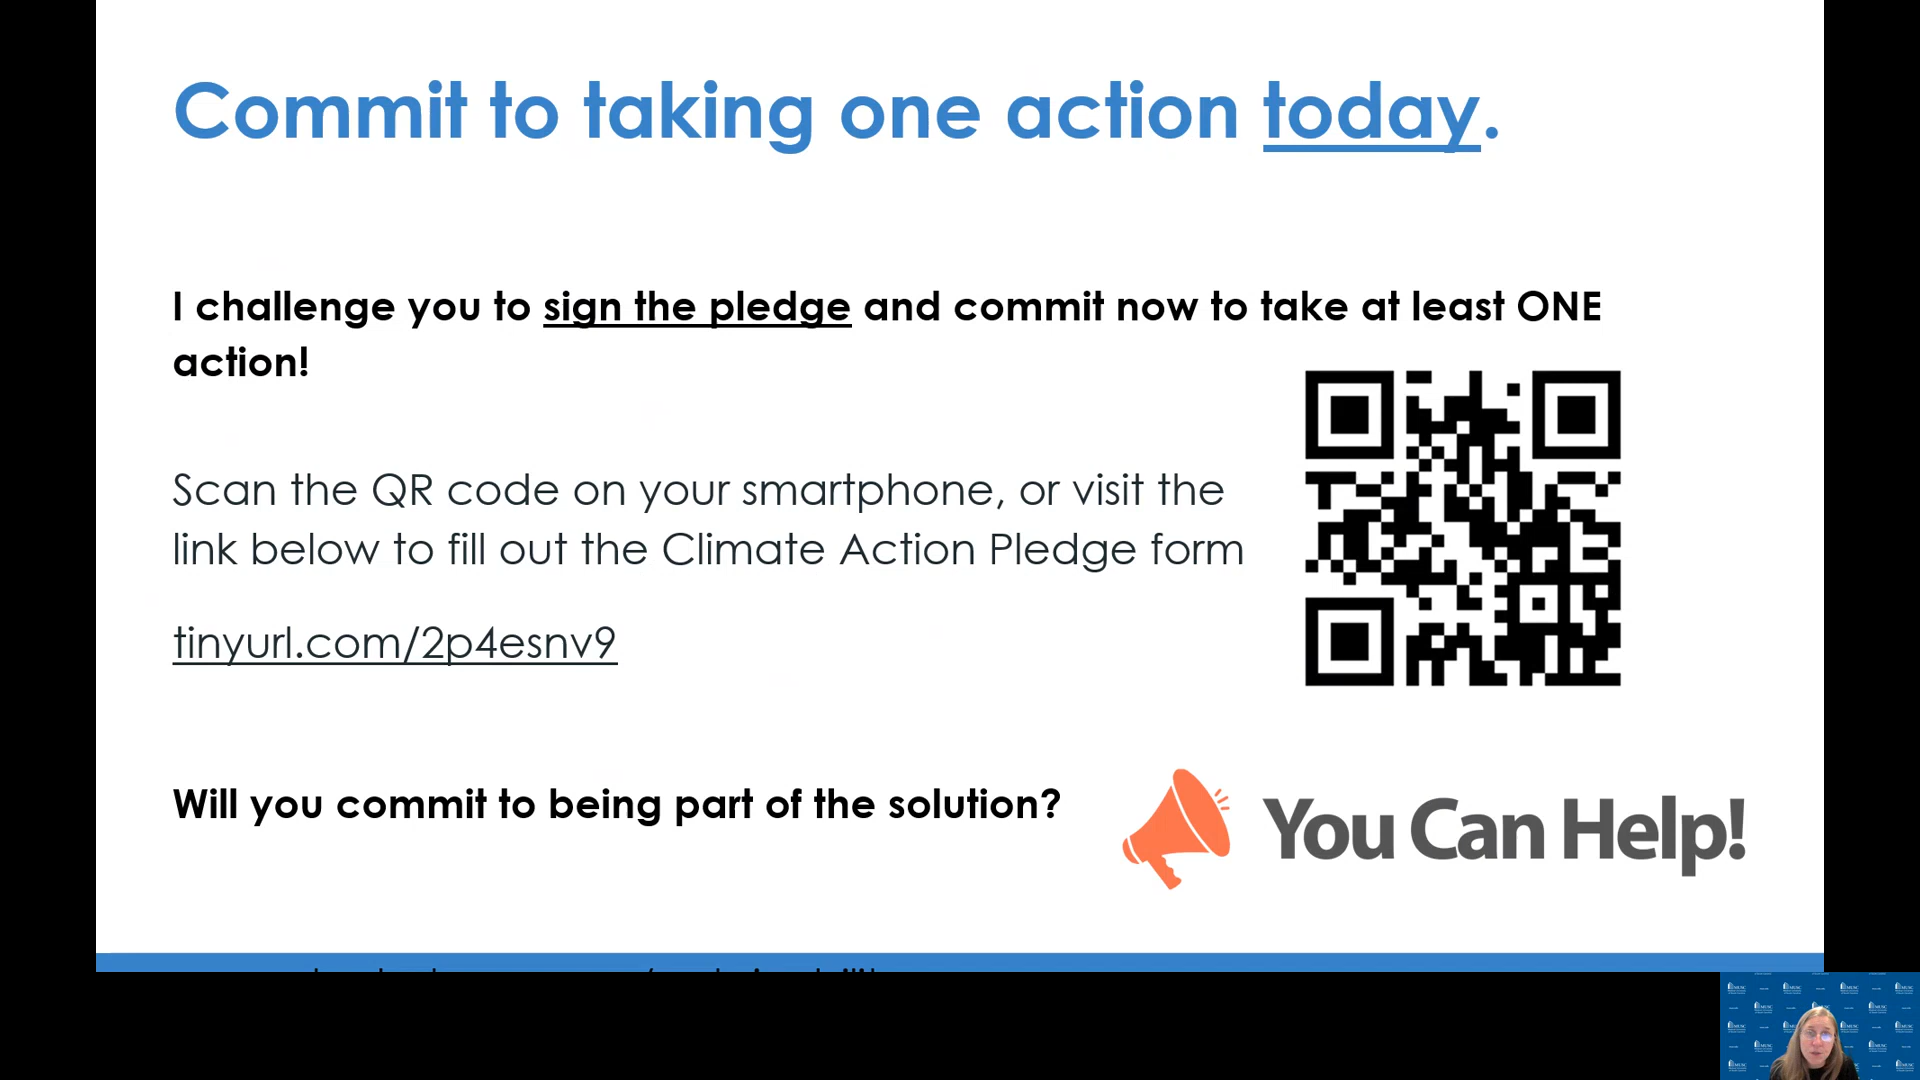 Commit to taking one action today.
I challenge you to sign the pledge and commit now to take at least ONE
action!
Scan the QR code on your smartphone, or visit the
link below to fill out the Climate Action Pledge form
tinyurl.com/2p4esnv9
Will you commit to being part of the solution?
You Can Help!
MUSC